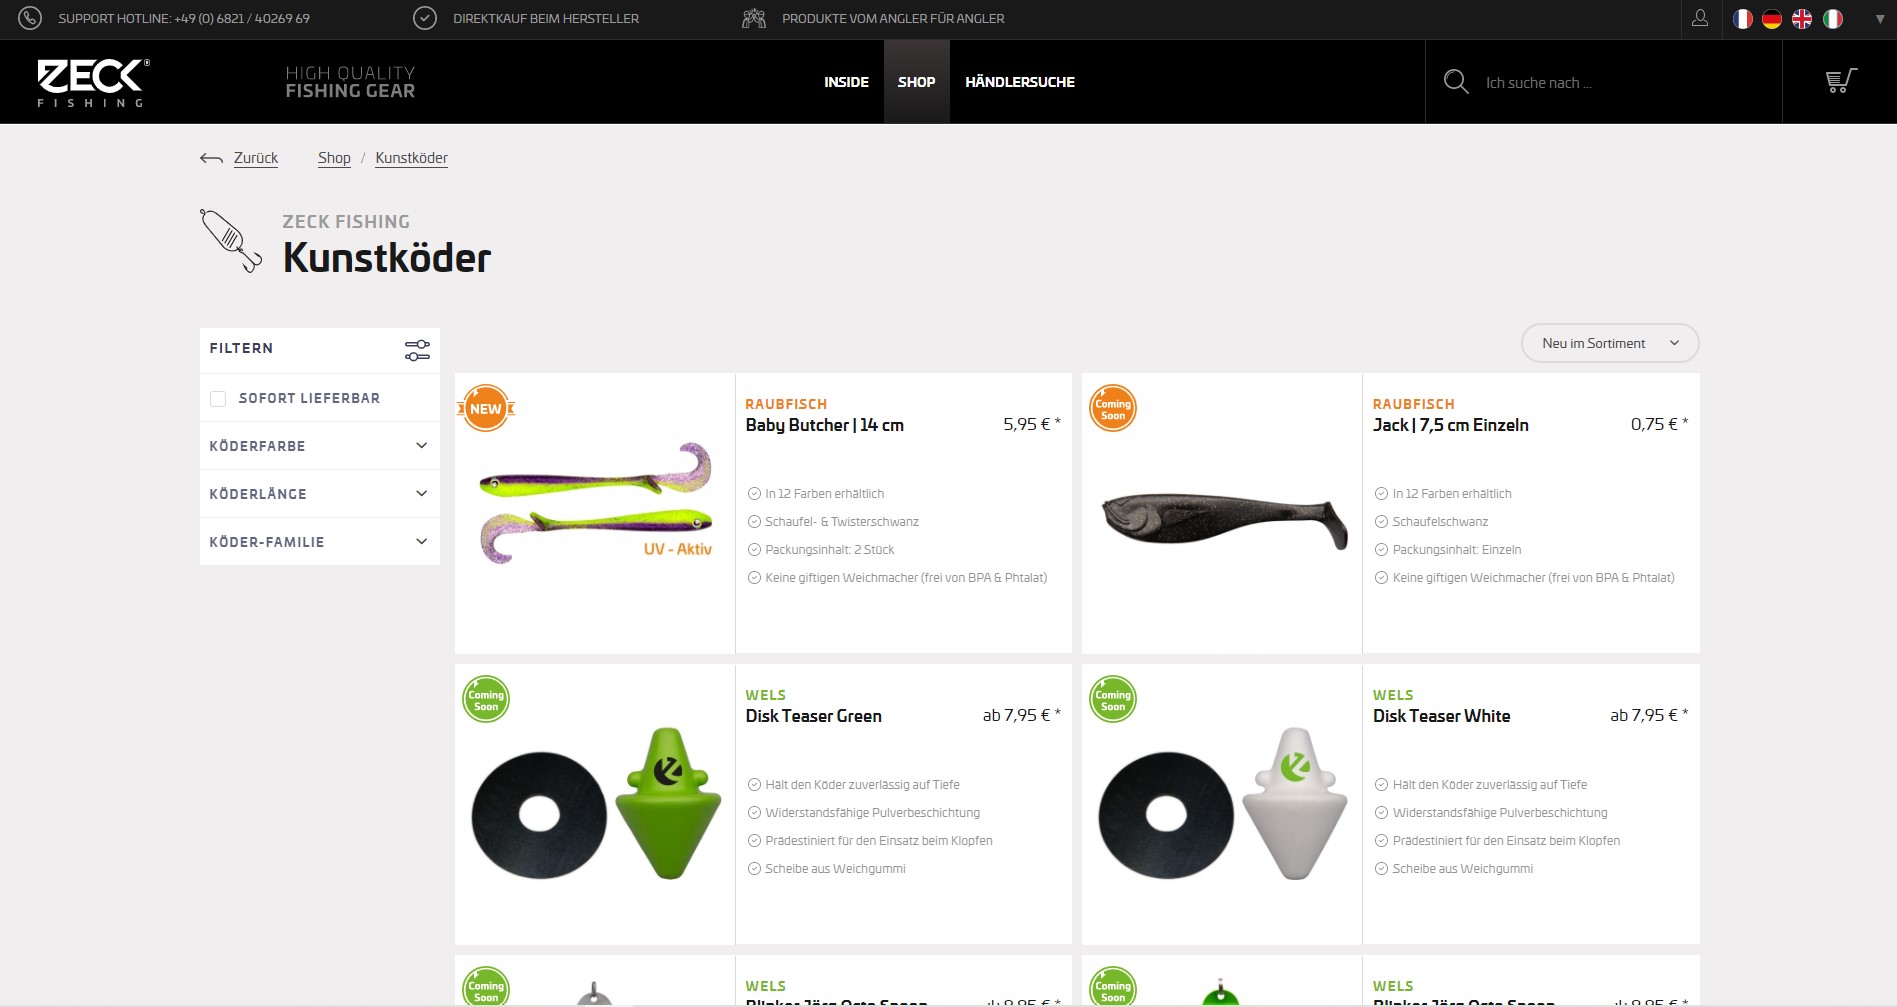 SUPPORT HOTLINE: +49 (0) 6821 / 4026969
DIREKTKAUF BEIM HERSTELLER
PRODUKTE VOM ANGLER FÜR ANGLER
ZECK®
FISHING
HIGH QUALITY
FISHING GEAR
INSIDE
SHOP
HÄNDLERSUCHE
Ich suche nach ...
Zurück
Shop / Kunstköder
ZECK FISHING
Kunstköder
FILTERN
SOFORT LIEFERBAR
KÖDERFARBE
KÖDERLÄNGE
KÖDER-FAMILIE
Neu im Sortiment
NEW
UV - Aktiv
RAUBFISCH
Baby Butcher | 14 cm 5,95 € *
In 12 Farben erhältlich
Schaufel- & Twisterschwanz
Packungsinhalt: 2 Stück
Keine giftigen Weichmacher (frei von BPA & Phtalat)
Coming
Soon
RAUBFISCH
Jack | 7,5 cm Einzeln 0,75 € *
In 12 Farben erhältlich
Schaufelschwanz
Packungsinhalt: Einzeln
Keine giftigen Weichmacher (frei von BPA & Phtalat)
Coming
Soon
WELS
Disk Teaser Green ab 7,95 € *
Hält den Köder zuverlässig auf Tiefe
Widerstandsfähige Pulverbeschichtung
Prädestiniert für den Einsatz beim Klopfen
Scheibe aus Weichgummi
Coming
Soon
WELS
Disk Teaser White ab 7,95 € *
Hält den Köder zuverlässig auf Tiefe
Widerstandsfähige Pulverbeschichtung
Prädestiniert für den Einsatz beim Klopfen
Scheibe aus Weichgummi
Coming
Soon
WELS
Coming
Soon
WELS